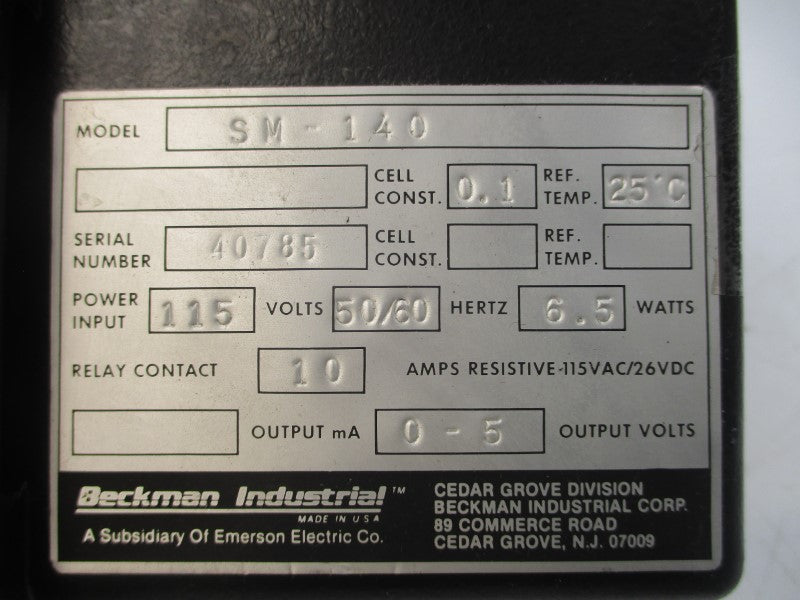 MODEL SM-140
CELL CONST. 0.1 REF. TEMP. 25°C
SERIAL NUMBER 40785 CELL CONST. REF. TEMP.
POWER INPUT 115 VOLTS 50/60 HERTZ 6.5 WATTS
RELAY CONTACT 10 AMPS RESISTIVE-115VAC/26VDC
OUTPUT mA 0-5 OUTPUT VOLTS
Beckman Industrial™
MADE IN USA
A Subsidiary Of Emerson Electric Co.
CEDAR GROVE DIVISION
BECKMAN INDUSTRIAL CORP.
89 COMMERCE ROAD
CEDAR GROVE, N.J. 07009